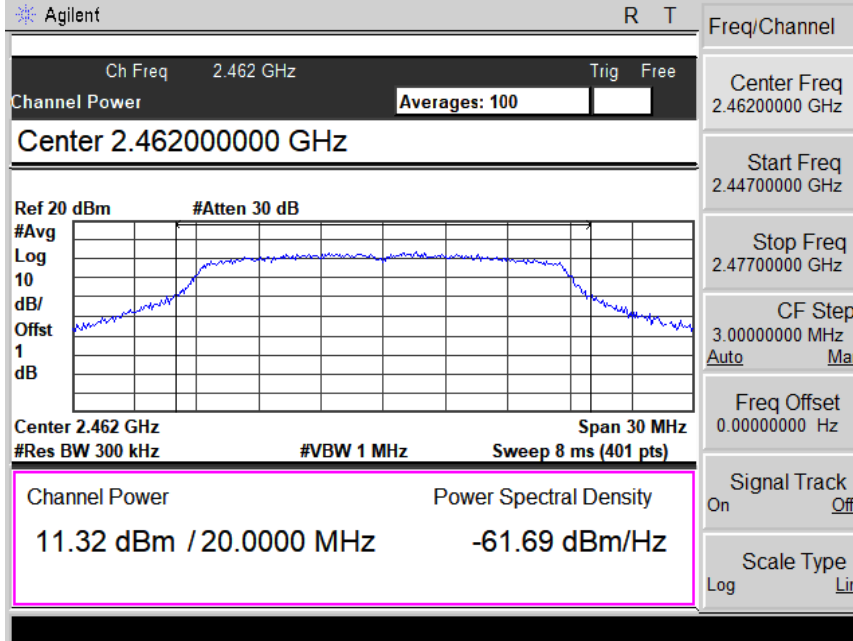 Agilent R T
Ch Freq 2.462 GHz Trig Free
Channel Power Averages: 100
Center 2.462000000 GHz
Ref 20 dBm #Atten 30 dB
#Avg
Log
10
dB/
Offst
1
dB
Center 2.462 GHz Span 30 MHz
#Res BW 300 kHz #VBW 1 MHz Sweep 8 ms (401 pts)
Channel Power Power Spectral Density
11.32 dBm / 20.0000 MHz -61.69 dBm/Hz
Freq/Channel
Center Freq
2.46200000 GHz
Start Freq
2.44700000 GHz
Stop Freq
2.47700000 GHz
CF Step
3.00000000 MHz
Auto Ma
Freq Offset
0.00000000 Hz
Signal Track
On Off
Scale Type
Log Lin